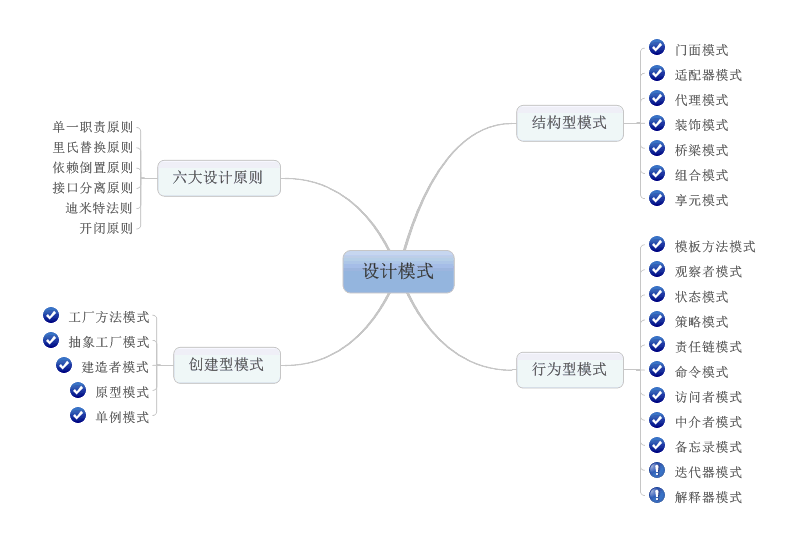 设计模式
六大设计原则
单一职责原则
里氏替换原则
依赖倒置原则
接口分离原则
迪米特法则
开闭原则
创建型模式
工厂方法模式
抽象工厂模式
建造者模式
原型模式
单例模式
结构型模式
门面模式
适配器模式
代理模式
装饰模式
桥梁模式
组合模式
享元模式
行为型模式
模板方法模式
观察者模式
状态模式
策略模式
责任链模式
命令模式
访问者模式
中介者模式
备忘录模式
迭代器模式
解释器模式